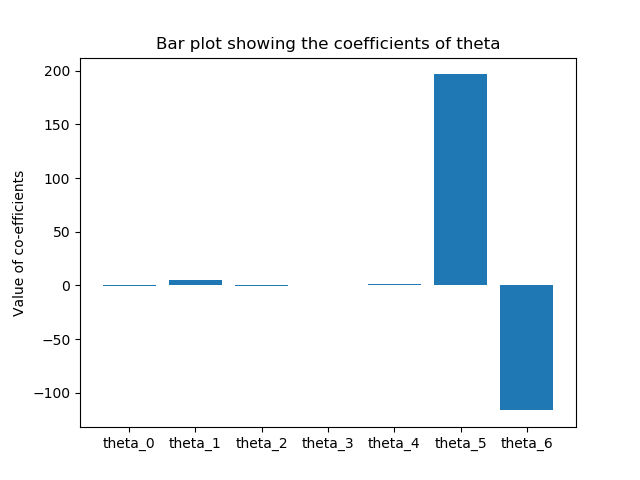 Bar plot showing the coefficients of theta
Value of co-efficients
200
150
100
50
0
−50
−100
theta_0 theta_1 theta_2 theta_3 theta_4 theta_5 theta_6